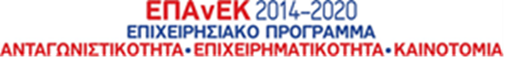 ΕΠΑνΕΚ 2014–2020
ΕΠΙΧΕΙΡΗΣΙΑΚΟ ΠΡΟΓΡΑΜΜΑ
ΑΝΤΑΓΩΝΙΣΤΙΚΟΤΗΤΑ•ΕΠΙΧΕΙΡΗΜΑΤΙΚΟΤΗΤΑ•ΚΑΙΝΟΤΟΜΙΑ